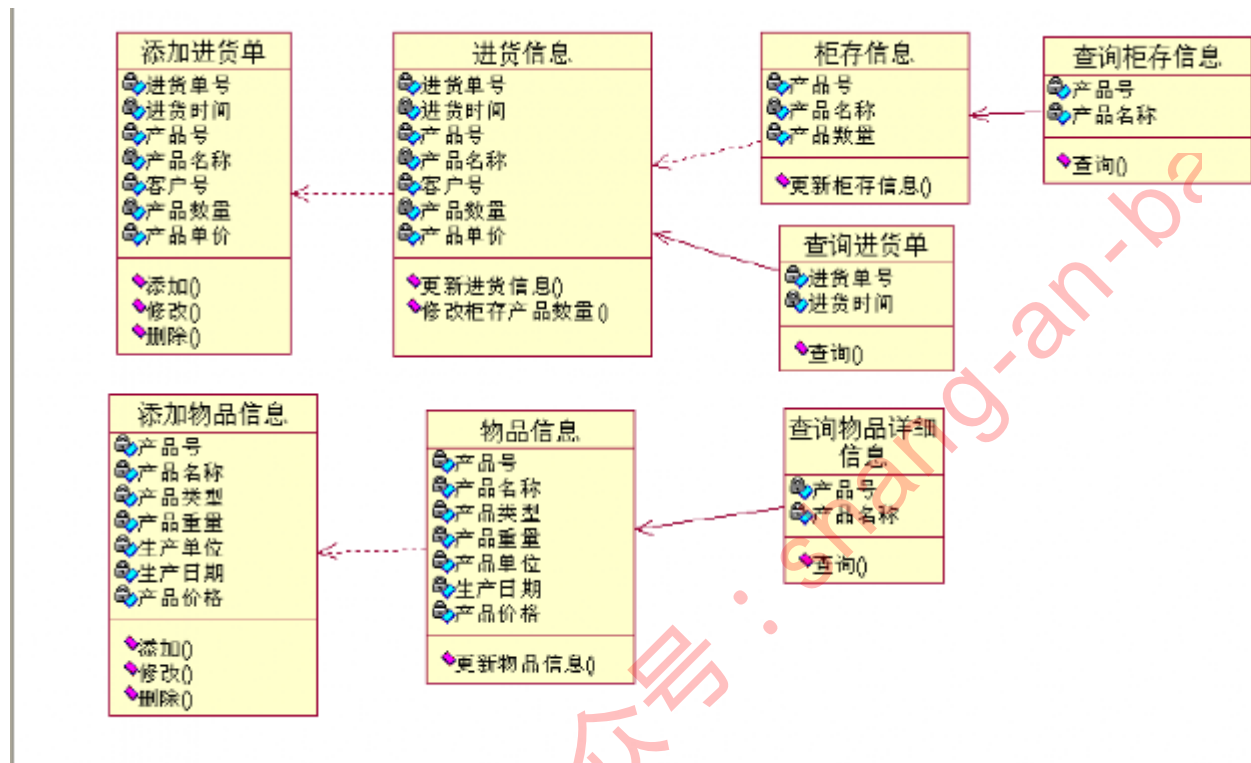 添加进货单
进货单号
进货时间
产品号
产品名称
客户号
产品数量
产品单价
添加()
修改()
删除()
进货信息
进货单号
进货时间
产品号
产品名称
客户号
产品数量
产品单价
更新进货信息()
修改柜存产品数量()
柜存信息
产品号
产品名称
产品数量
更新柜存信息()
查询柜存信息
产品号
产品名称
查询()
查询进货单
进货单号
进货时间
查询()
添加物品信息
产品号
产品名称
产品类型
产品重量
生产单位
生产日期
产品价格
添加()
修改()
删除()
物品信息
产品号
产品名称
产品类型
产品重量
产品单位
生产日期
产品价格
更新物品信息()
查询物品详细
信息
产品号
产品名称
查询()
众号：shang-an-ba